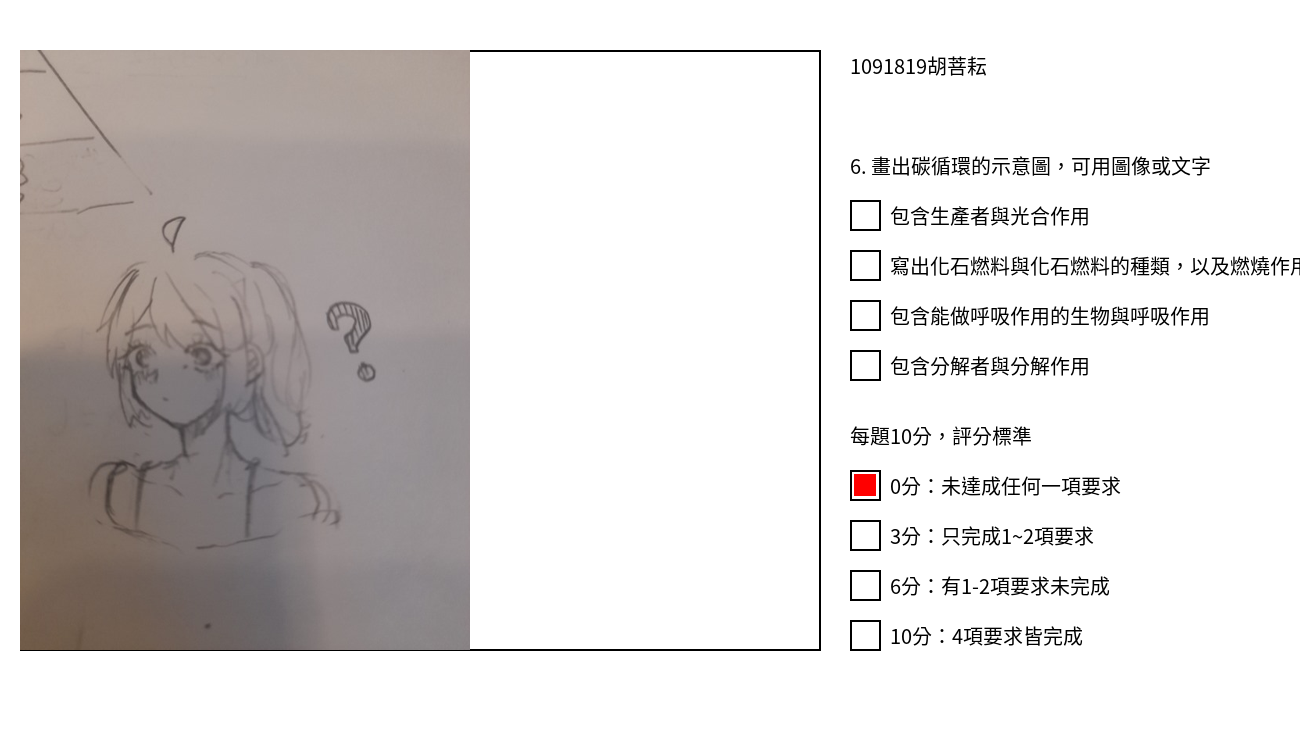 1091819胡菩耘
6. 畫出碳循環的示意圖，可用圖像或文字
包含生產者與光合作用
寫出化石燃料與化石燃料的種類，以及燃燒作用
包含能做呼吸作用的生物與呼吸作用
包含分解者與分解作用
每題10分，評分標準
0分：未達成任何一項要求
3分：只完成1~2項要求
6分：有1-2項要求未完成
10分：4項要求皆完成
?